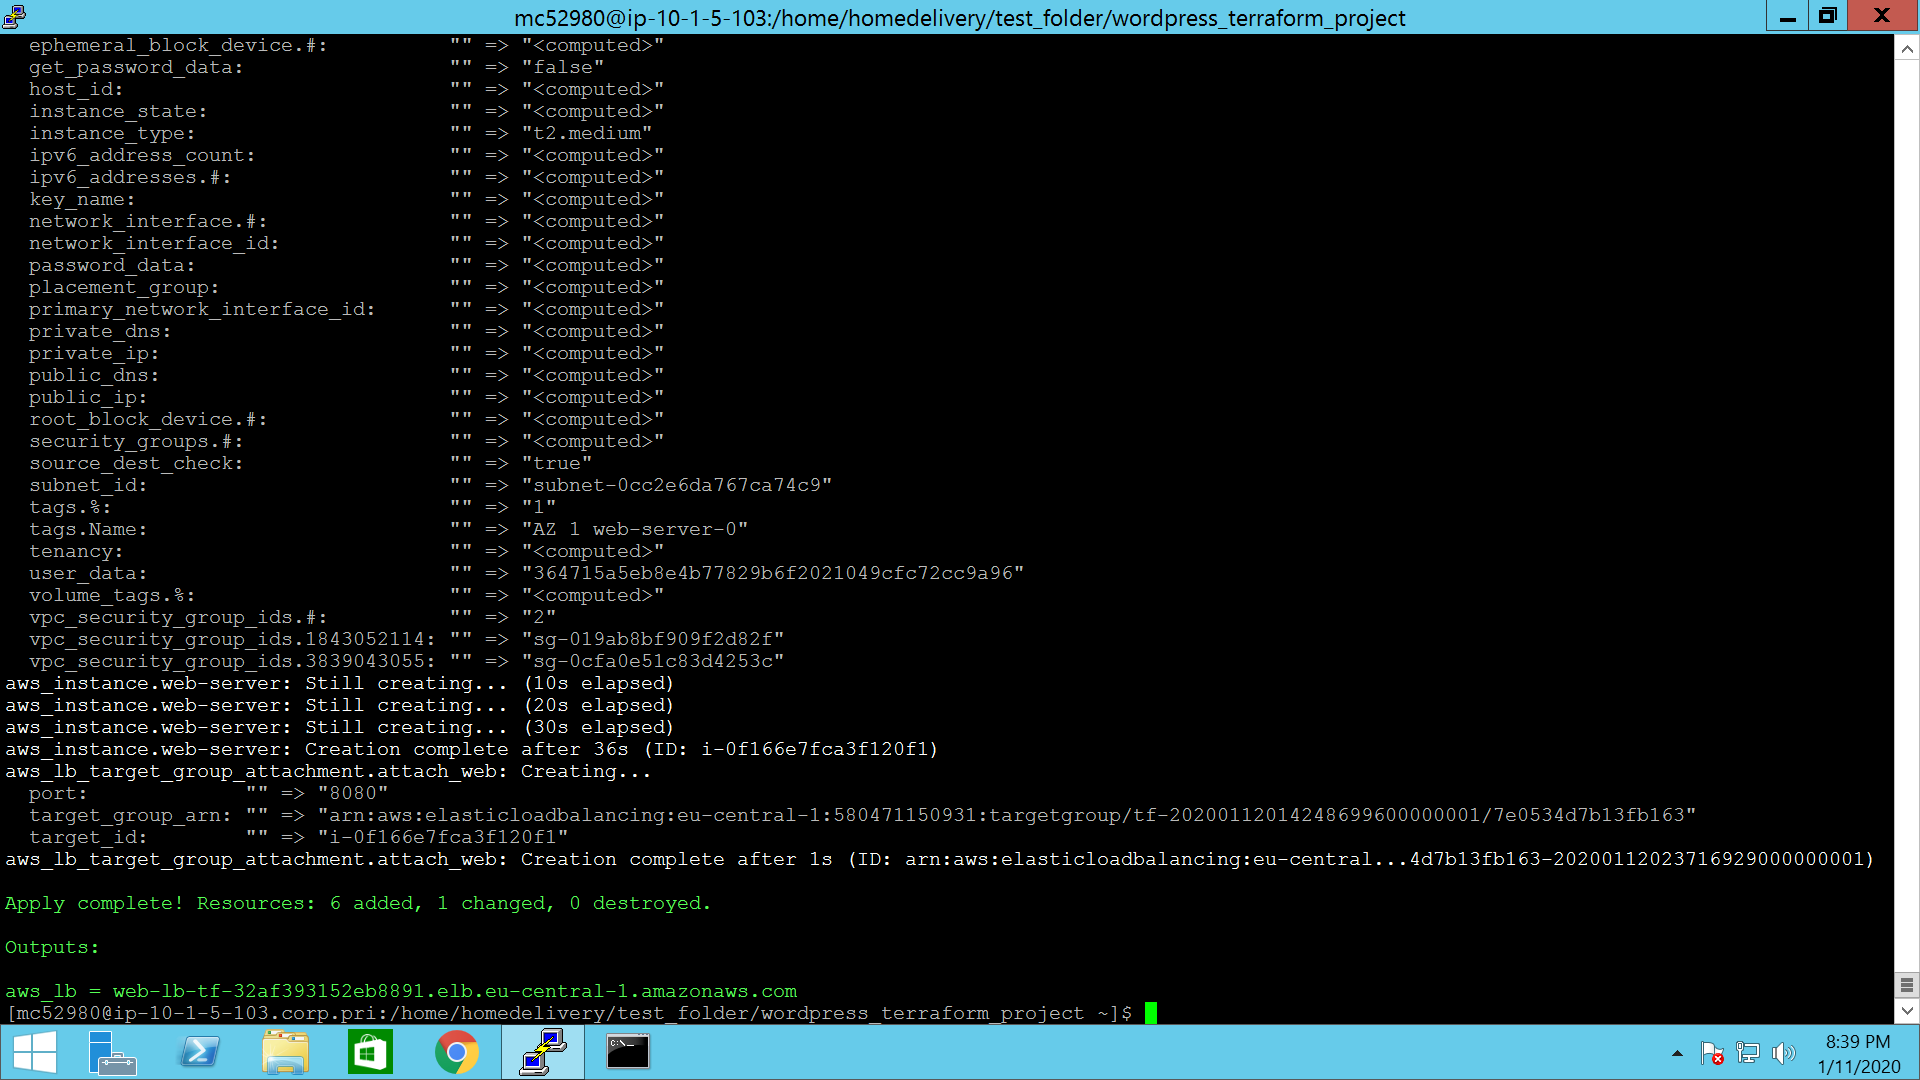 mc52980@ip-10-1-5-103:/home/homedelivery/test_folder/wordpress_terraform_project
ephemeral_block_device.#: "" => "<computed>"
get_password_data: "" => "false"
host_id: "" => "<computed>"
instance_state: "" => "<computed>"
instance_type: "" => "t2.medium"
ipv6_address_count: "" => "<computed>"
ipv6_addresses.#: "" => "<computed>"
key_name: "" => "<computed>"
network_interface.#: "" => "<computed>"
network_interface_id: "" => "<computed>"
password_data: "" => "<computed>"
placement_group: "" => "<computed>"
primary_network_interface_id: "" => "<computed>"
private_dns: "" => "<computed>"
private_ip: "" => "<computed>"
public_dns: "" => "<computed>"
public_ip: "" => "<computed>"
root_block_device.#: "" => "<computed>"
security_groups.#: "" => "<computed>"
source_dest_check: "" => "true"
subnet_id: "" => "subnet-0cc2e6da767ca74c9"
tags.%: "" => "1"
tags.Name: "" => "AZ 1 web-server-0"
tenancy: "" => "<computed>"
user_data: "" => "364715a5eb8e4b77829b6f2021049cfc72cc9a96"
volume_tags.%: "" => "<computed>"
vpc_security_group_ids.#: "" => "2"
vpc_security_group_ids.1843052114: "" => "sg-019ab8bf909f2d82f"
vpc_security_group_ids.3839043055: "" => "sg-0cfa0e51c83d4253c"
aws_instance.web-server: Still creating... (10s elapsed)
aws_instance.web-server: Still creating... (20s elapsed)
aws_instance.web-server: Still creating... (30s elapsed)
aws_instance.web-server: Creation complete after 36s (ID: i-0f166e7fca3f120f1)
aws_lb_target_group_attachment.attach_web: Creating...
port: "" => "8080"
target_group_arn: "" => "arn:aws:elasticloadbalancing:eu-central-1:580471150931:targetgroup/tf-20200112014248699600000001/7e0534d7b13fb163"
target_id: "" => "i-0f166e7fca3f120f1"
aws_lb_target_group_attachment.attach_web: Creation complete after 1s (ID: arn:aws:elasticloadbalancing:eu-central...4d7b13fb163-20200112023716929000000001)
Apply complete! Resources: 6 added, 1 changed, 0 destroyed.
Outputs:
aws_lb = web-lb-tf-32af393152eb8891.elb.eu-central-1.amazonaws.com
[mc52980@ip-10-1-5-103.corp.pri:/home/homedelivery/test_folder/wordpress_terraform_project ~]$
8:39 PM
1/11/2020